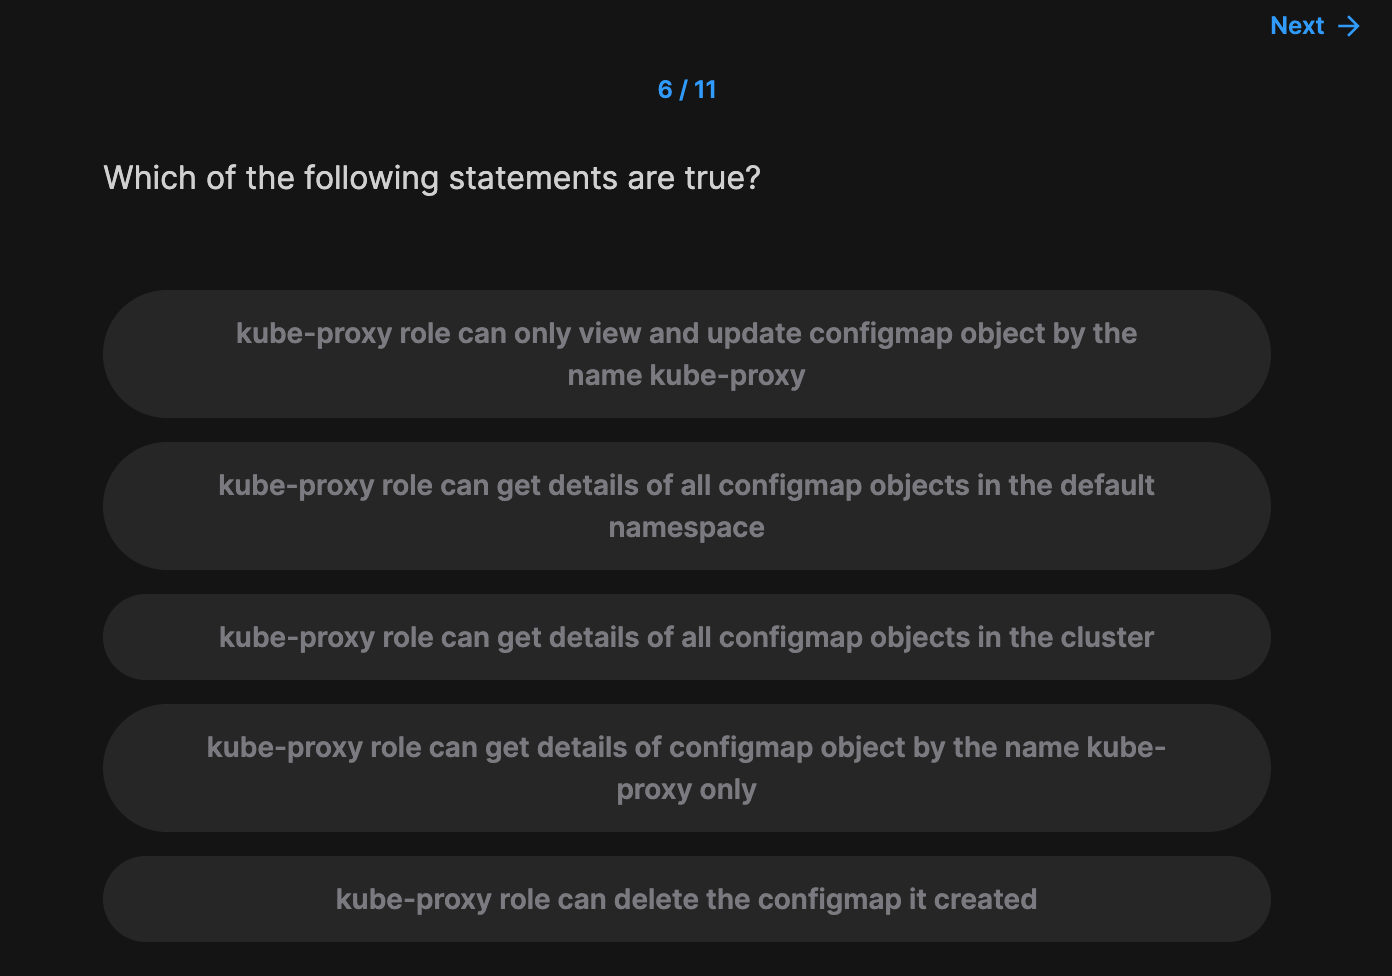 Next
6 / 11
Which of the following statements are true?
kube-proxy role can only view and update configmap object by the
name kube-proxy
kube-proxy role can get details of all configmap objects in the default
namespace
kube-proxy role can get details of all configmap objects in the cluster
kube-proxy role can get details of configmap object by the name kube-
proxy only
kube-proxy role can delete the configmap it created